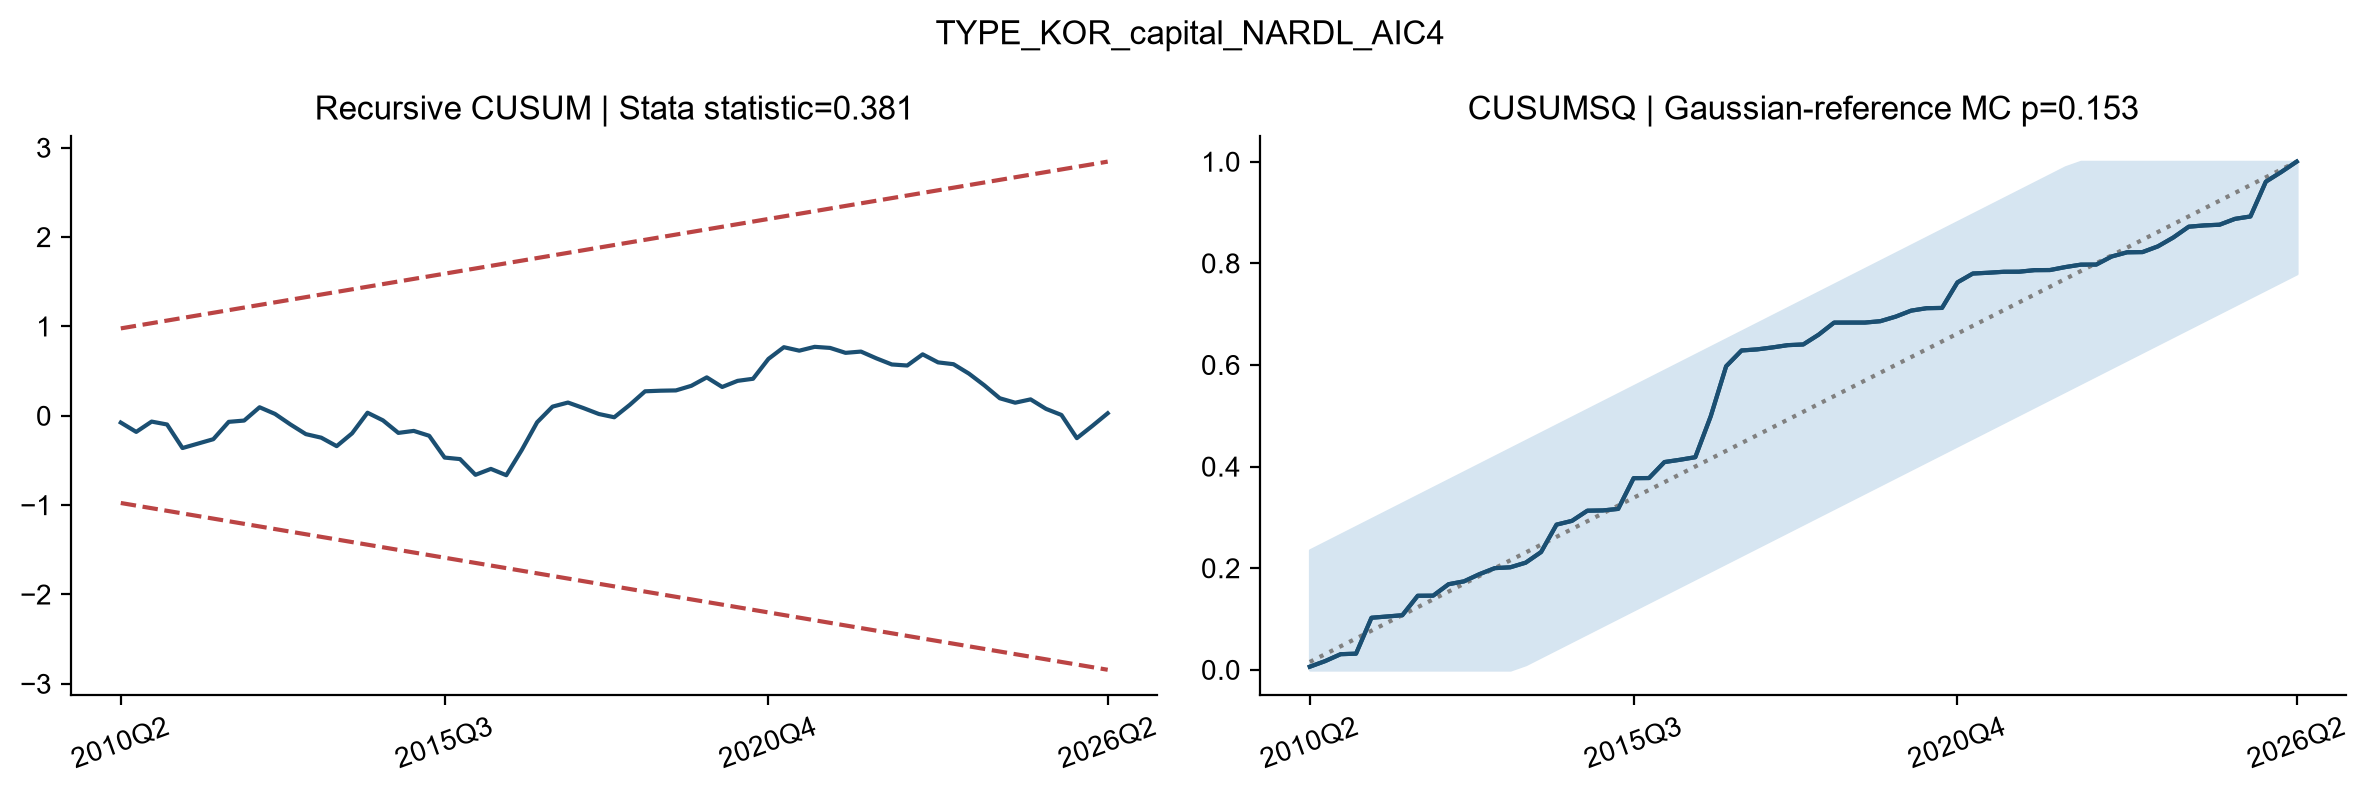 TYPE_KOR_capital_NARDL_AIC4
Recursive CUSUM | Stata statistic=0.381
3
2
1
0
−1
−2
−3
2010Q2
2015Q3
2020Q4
2026Q2
CUSUMSQ | Gaussian-reference MC p=0.153
1.0
0.8
0.6
0.4
0.2
0.0
2010Q2
2015Q3
2020Q4
2026Q2